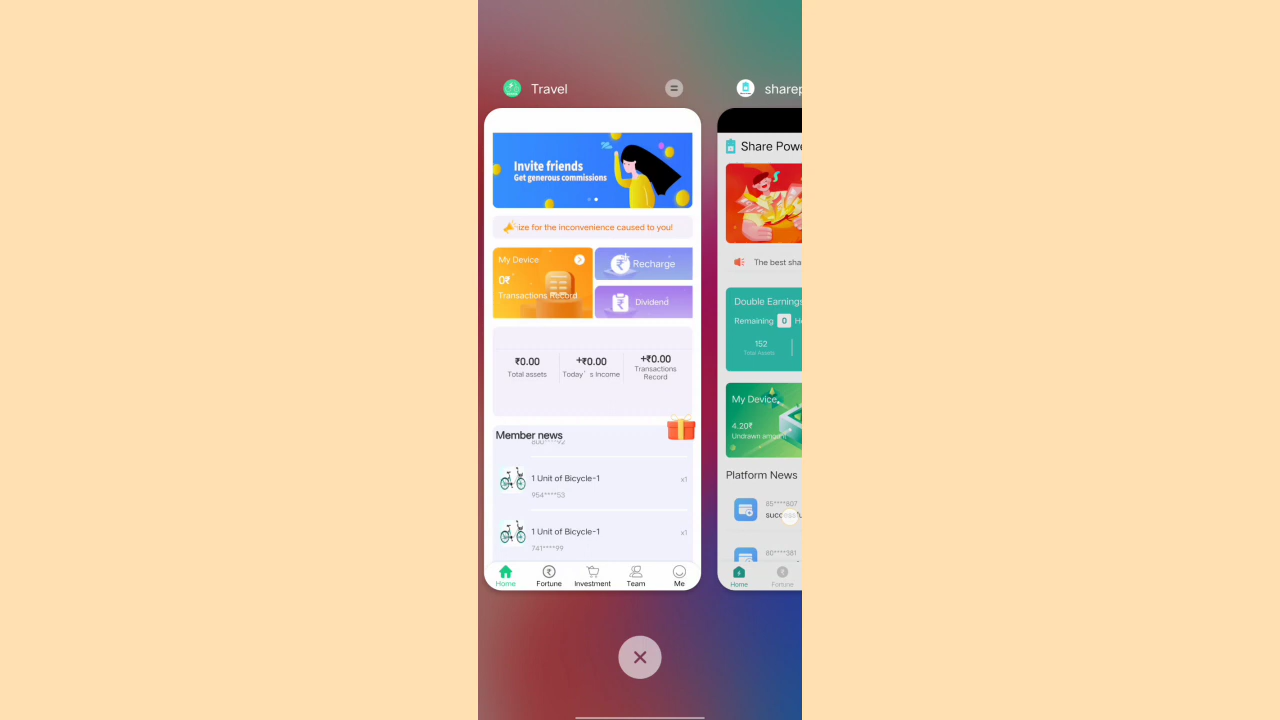 Travel
Invite friends
Get generous commissions
ize for the inconvenience caused to you!
My Device
0₹
Transactions Record
Recharge
Dividend
₹0.00
Total assets
+₹0.00
Today's Income
+₹0.00
Transactions
Record
Member news
1 Unit of Bicycle-1
x1
954****53
1 Unit of Bicycle-1
x1
741****99
Home
Fortune
Investment
Team
Me
sharep
Share Powe
The best sha
Double Earnings
Remaining 0 H
152
Total Assets
My Device
4.20₹
Undrawn amount
Platform News
85****607
80****381
Home
Fortune